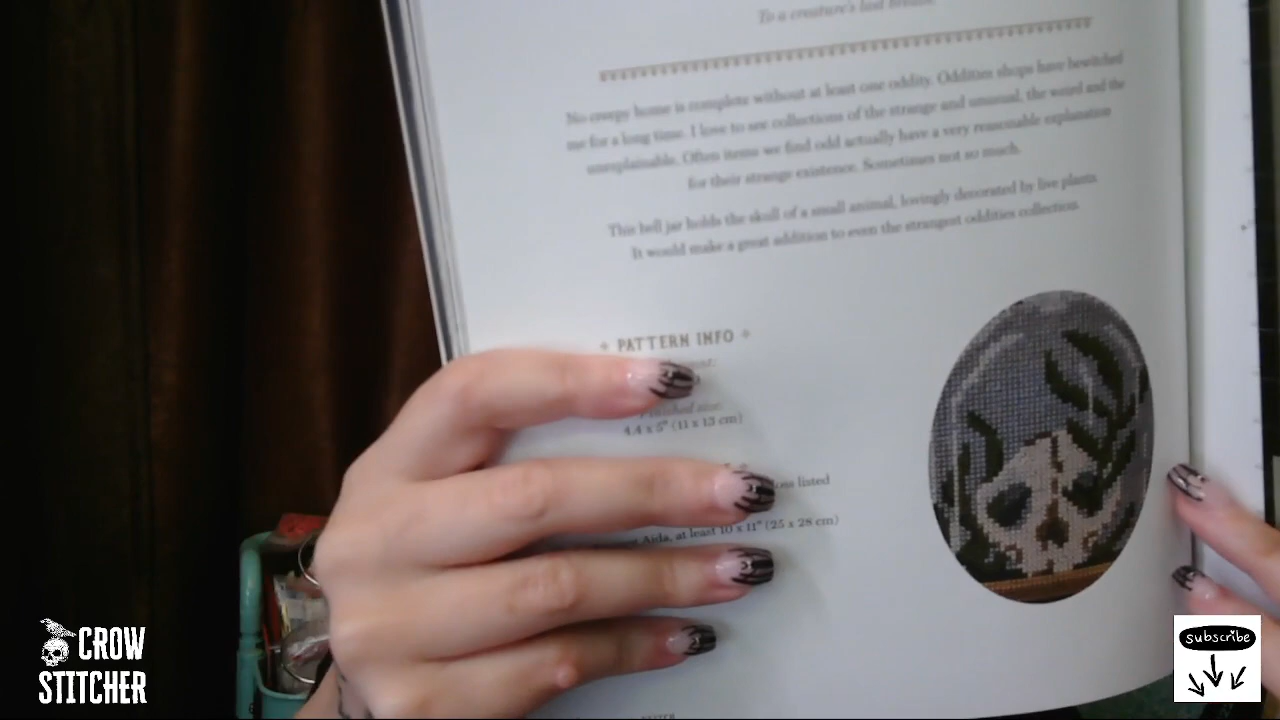 To a creature's last breath.
No creepy home is complete without at least one oddity. Oddities shops have bewitched
me for a long time. I love to see collections of the strange and unusual, the weird and the
unexplainable. Often items we find odd actually have a very reasonable explanation
for their strange existence. Sometimes not so much.
This bell jar holds the skull of a small animal, lovingly decorated by live plants.
It would make a great addition to even the strangest oddities collection.
PATTERN INFO
Finished size:
4.4 x 5" (11 x 13 cm)
listed
Aida, at least 10 x 11" (25 x 28 cm)
CROW
STITCHER
subscribe